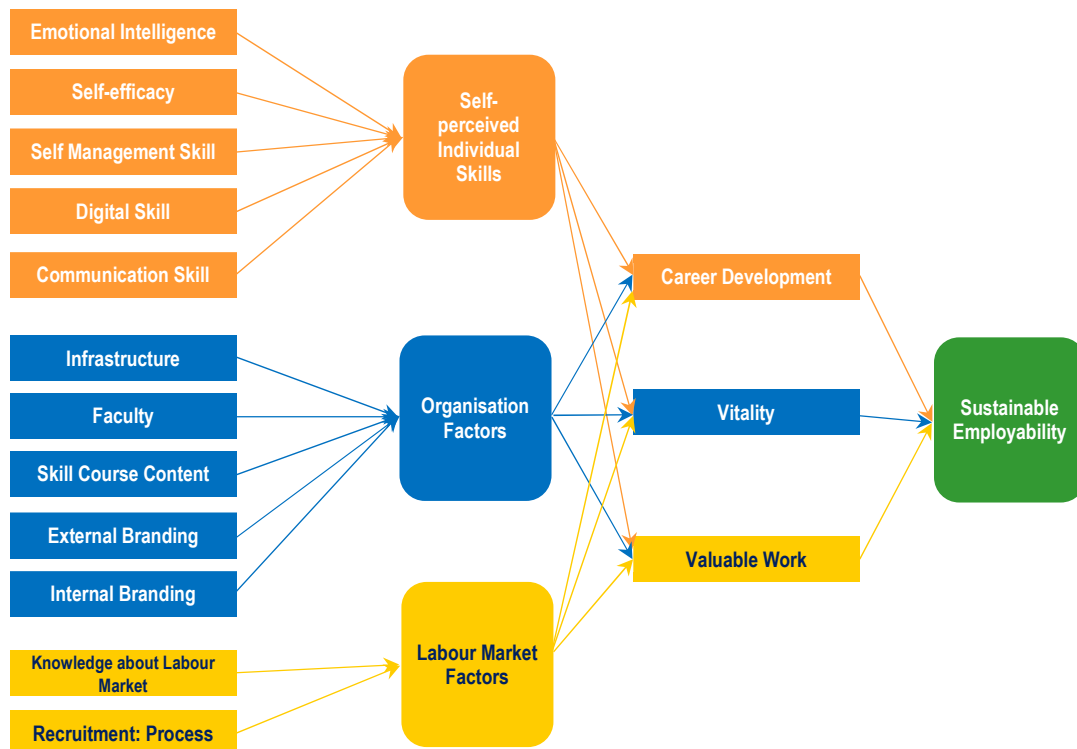 Emotional Intelligence
Self-efficacy
Self Management Skill
Digital Skill
Communication Skill
Infrastructure
Faculty
Skill Course Content
External Branding
Internal Branding
Knowledge about Labour
Market
Recruitment: Process
Self-
perceived
Individual
Skills
Organisation
Factors
Labour Market
Factors
Career Development
Vitality
Valuable Work
Sustainable
Employability